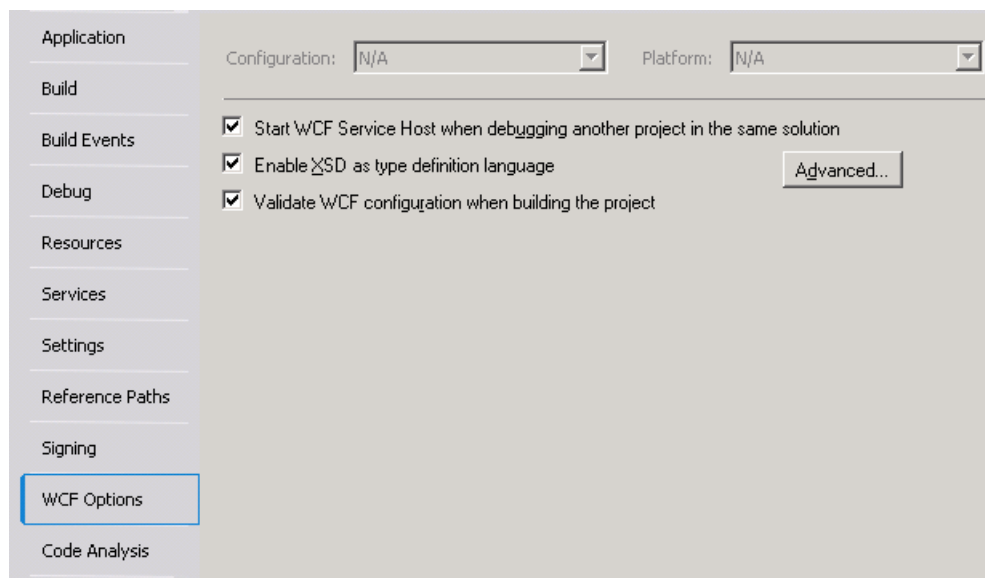 Application
Build
Build Events
Debug
Resources
Services
Settings
Reference Paths
Signing
WCF Options
Code Analysis
Configuration: N/A Platform: N/A
Start WCF Service Host when debugging another project in the same solution
Enable XSD as type definition language
Advanced...
Validate WCF configuration when building the project